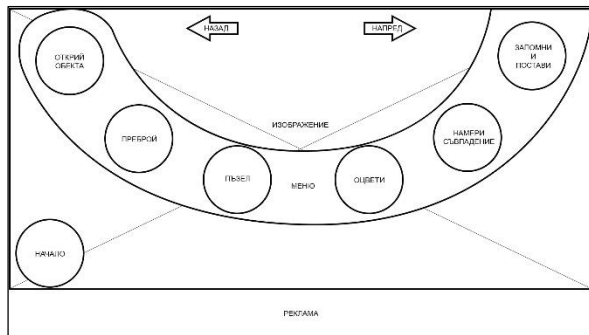 НАЗАД
НАПРЕД
ОТКРИЙ
ОБЕКТА
ЗАПОМНИ
И
ПОСТАВИ
ПРЕБРОЙ
ИЗОБРАЖЕНИЕ
НАМЕРИ
СЪВПАДЕНИЕ
ПЪЗЕЛ
МЕНЮ
ОЦВЕТИ
НАЧАЛО
РЕКЛАМА